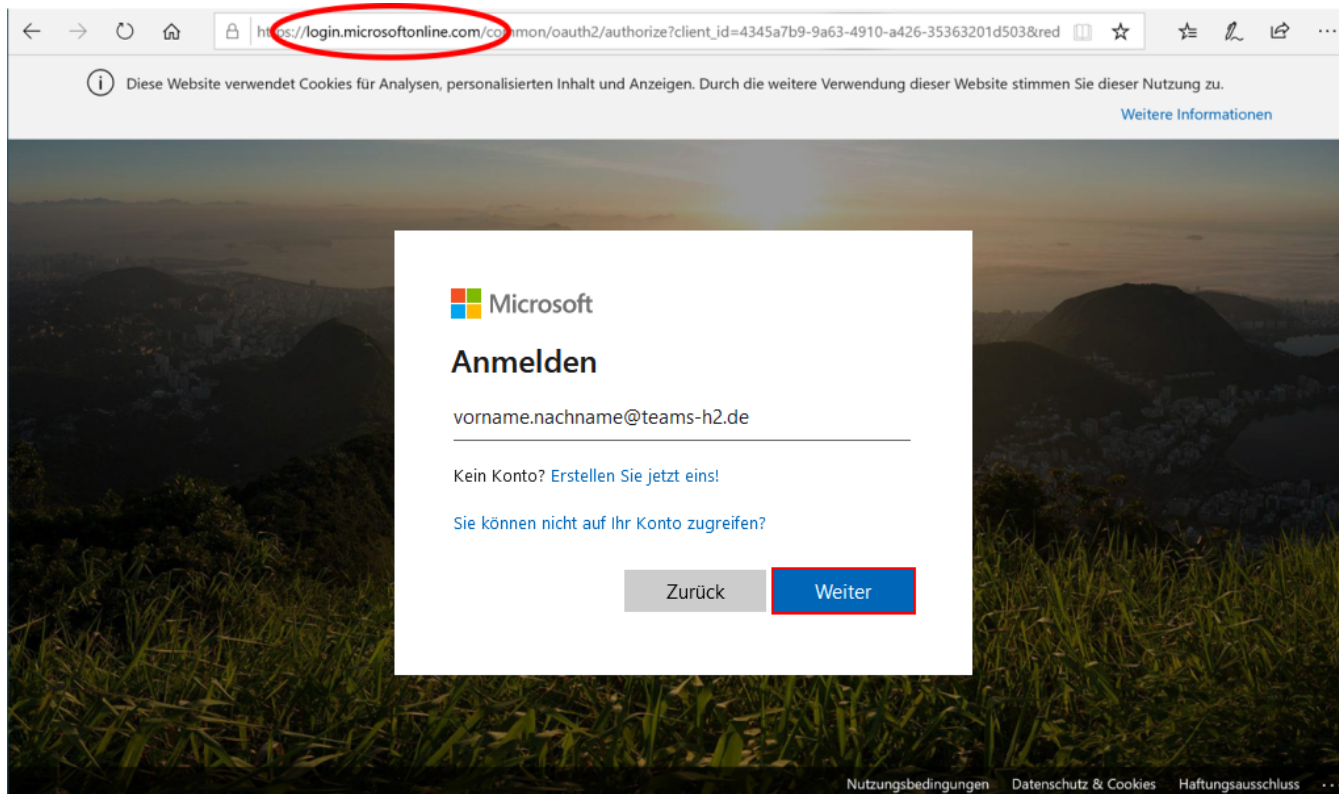 https://login.microsoftonline.com/common/oauth2/authorize?client_id=4345a7b9-9a63-4910-a426-35363201d503&red
Diese Website verwendet Cookies für Analysen, personalisierten Inhalt und Anzeigen. Durch die weitere Verwendung dieser Website stimmen Sie dieser Nutzung zu.
Weitere Informationen
Microsoft
Anmelden
vorname.nachname@teams-h2.de
Kein Konto? Erstellen Sie jetzt eins!
Sie können nicht auf Ihr Konto zugreifen?
Zurück Weiter
Nutzungsbedingungen Datenschutz & Cookies Haftungsausschluss